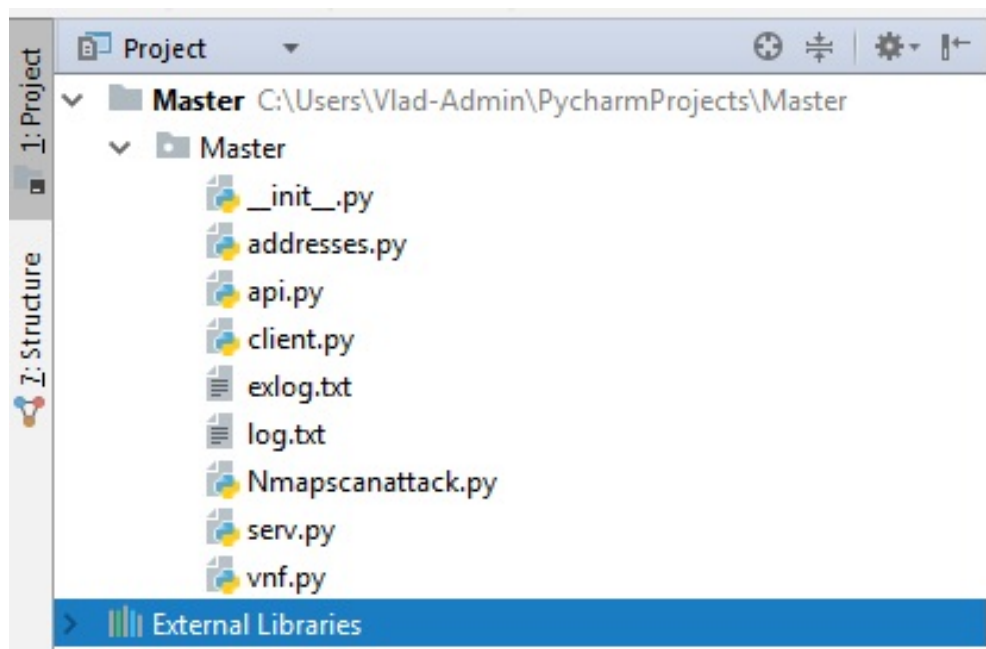 1: Project
7: Structure
Project
Master C:\Users\Vlad-Admin\PycharmProjects\Master
Master
__init__.py
addresses.py
api.py
client.py
exlog.txt
log.txt
Nmapscanattack.py
serv.py
vnf.py
External Libraries